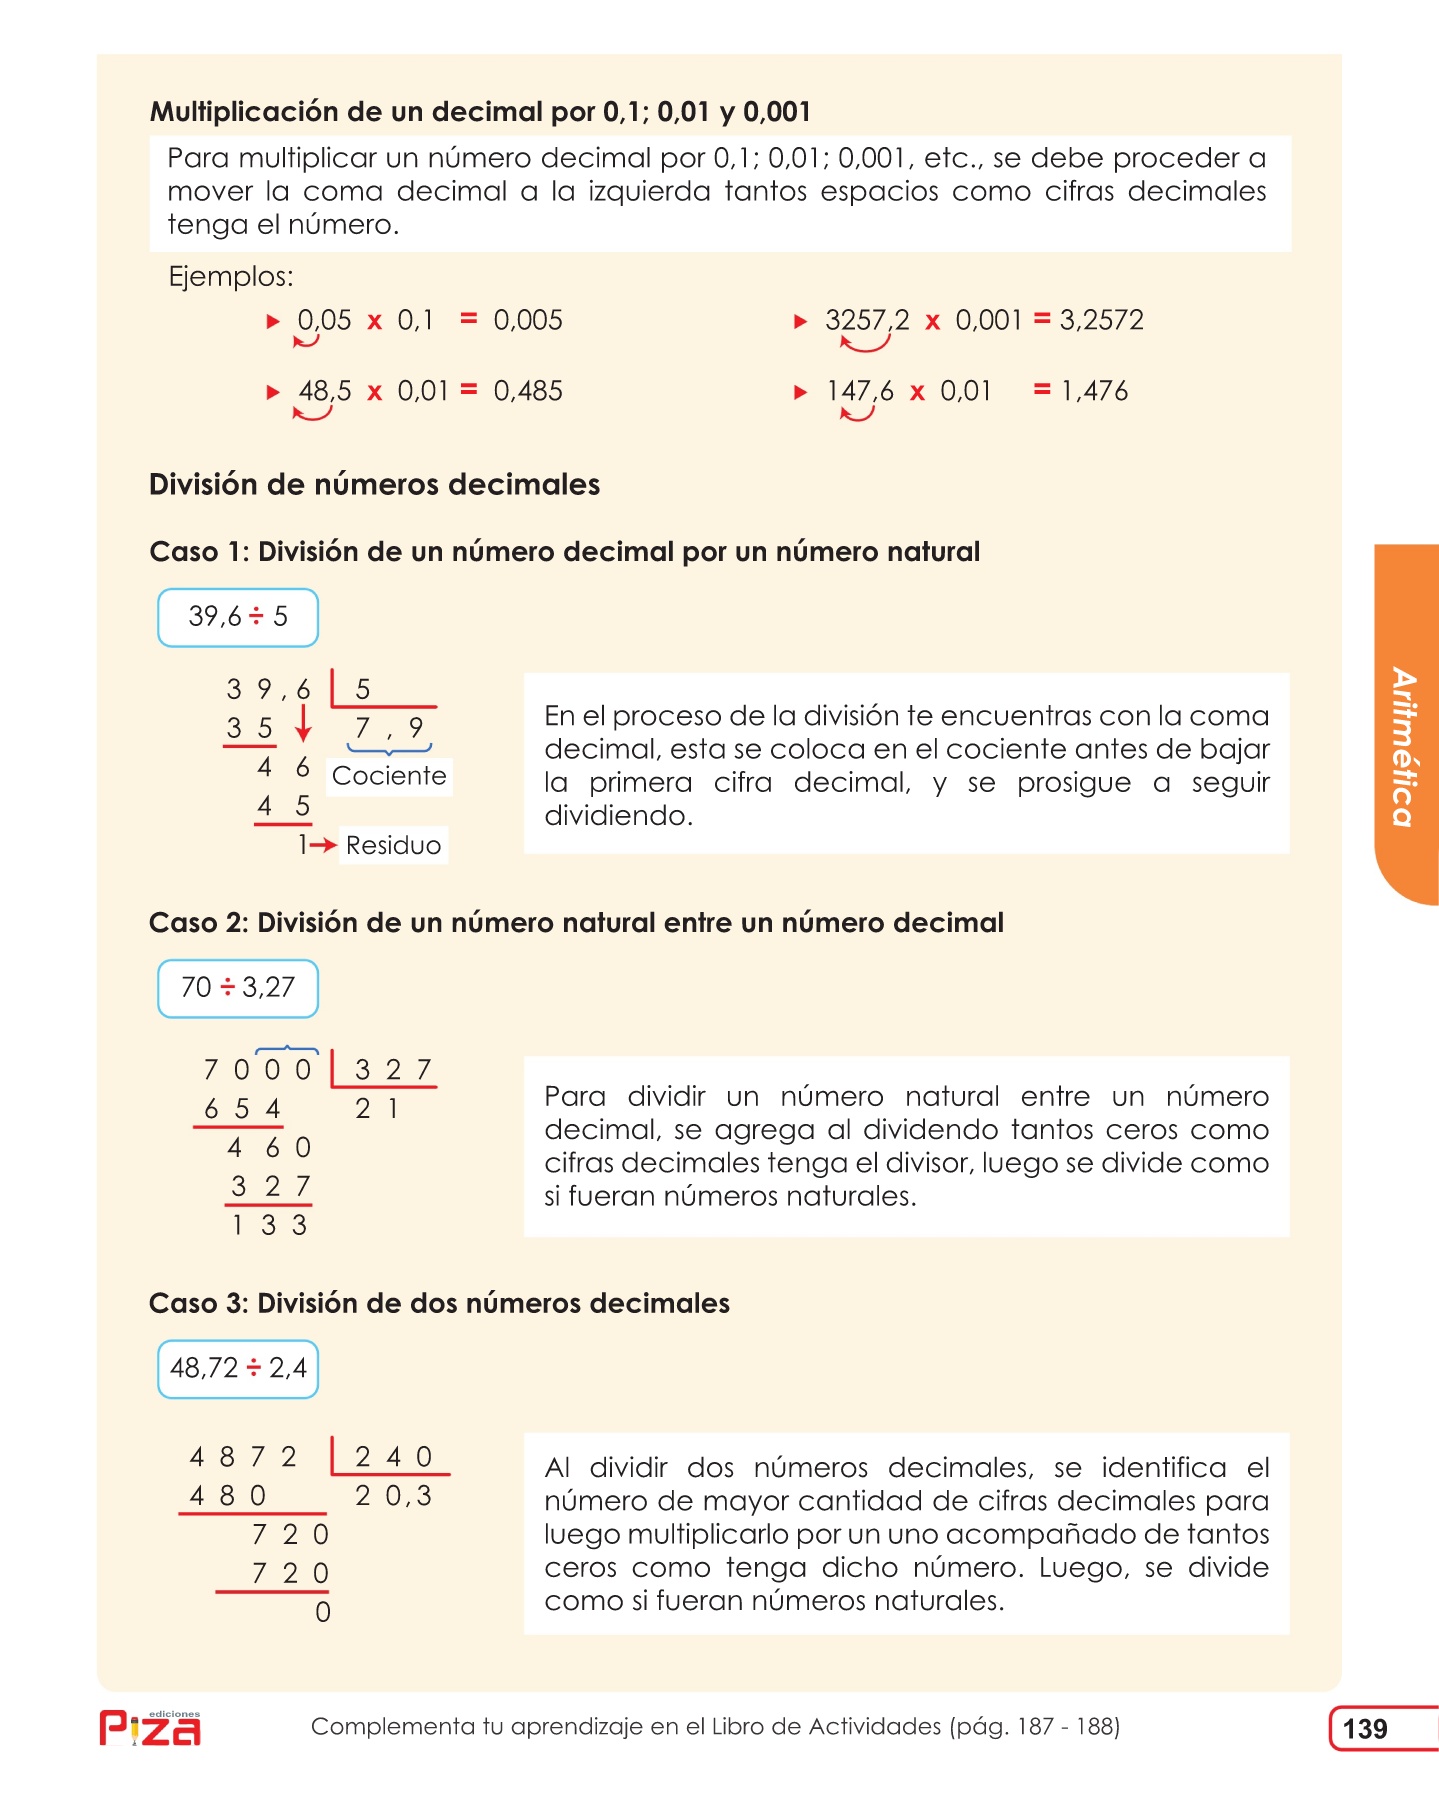 Multiplicación de un decimal por 0,1; 0,01 y 0,001
Para multiplicar un número decimal por 0,1; 0,01; 0,001, etc., se debe proceder a
mover la coma decimal a la izquierda tantos espacios como cifras decimales
tenga el número.
Ejemplos:
▶ 0,05 x 0,1 = 0,005
▶ 3257,2 x 0,001 = 3,2572
▶ 48,5 x 0,01 = 0,485
▶ 147,6 x 0,01 = 1,476
División de números decimales
Caso 1: División de un número decimal por un número natural
39,6 ÷ 5
3 9 , 6 5
3 5 7 , 9
4 6 Cociente
4 5
1 Residuo
En el proceso de la división te encuentras con la coma
decimal, esta se coloca en el cociente antes de bajar
la primera cifra decimal, y se prosigue a seguir
dividiendo.
Aritmética
Caso 2: División de un número natural entre un número decimal
70 ÷ 3,27
7 0 0 0 3 2 7
6 5 4 2 1
4 6 0
3 2 7
1 3 3
Para dividir un número natural entre un número
decimal, se agrega al dividendo tantos ceros como
cifras decimales tenga el divisor, luego se divide como
si fueran números naturales.
Caso 3: División de dos números decimales
48,72 ÷ 2,4
4 8 7 2 2 4 0
4 8 0 2 0,3
7 2 0
7 2 0
0
Al dividir dos números decimales, se identifica el
número de mayor cantidad de cifras decimales para
luego multiplicarlo por un uno acompañado de tantos
ceros como tenga dicho número. Luego, se divide
como si fueran números naturales.
ediciones
Piza
Complementa tu aprendizaje en el Libro de Actividades (pág. 187 - 188)
139